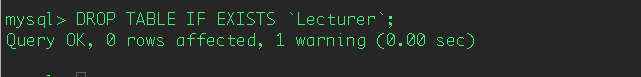 mysql> DROP TABLE IF EXISTS `Lecturer`;
Query OK, 0 rows affected, 1 warning (0.00 sec)